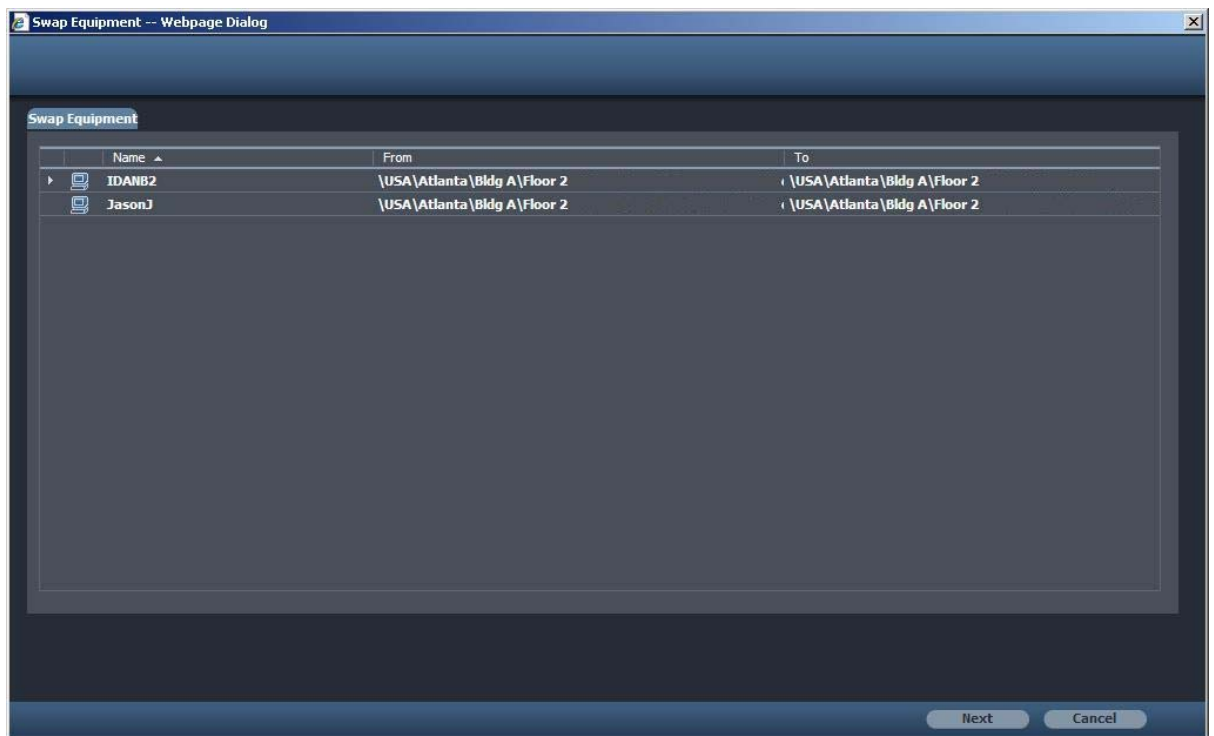 Swap Equipment -- Webpage Dialog
Swap Equipment
Name From To
IDANB2 \USA\Atlanta\Bldg A\Floor 2 \USA\Atlanta\Bldg A\Floor 2
JasonJ \USA\Atlanta\Bldg A\Floor 2 \USA\Atlanta\Bldg A\Floor 2
Next Cancel